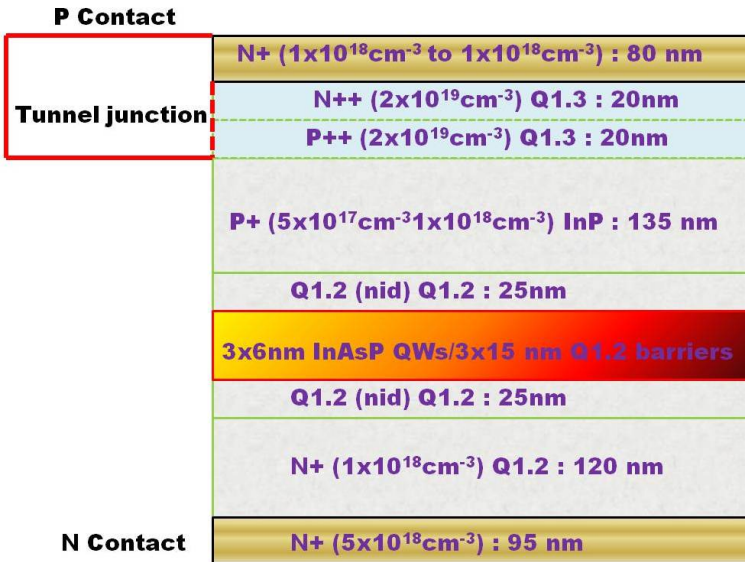 P Contact
N+ (1x10¹⁸cm⁻³ to 1x10¹⁸cm⁻³) : 80 nm
Tunnel junction
N++ (2x10¹⁹cm⁻³) Q1.3 : 20nm
P++ (2x10¹⁹cm⁻³) Q1.3 : 20nm
P+ (5x10¹⁷cm⁻³1x10¹⁸cm⁻³) InP : 135 nm
Q1.2 (nid) Q1.2 : 25nm
3x6nm InAsP QWs/3x15 nm Q1.2 barriers
Q1.2 (nid) Q1.2 : 25nm
N+ (1x10¹⁸cm⁻³) Q1.2 : 120 nm
N Contact
N+ (5x10¹⁸cm⁻³) : 95 nm